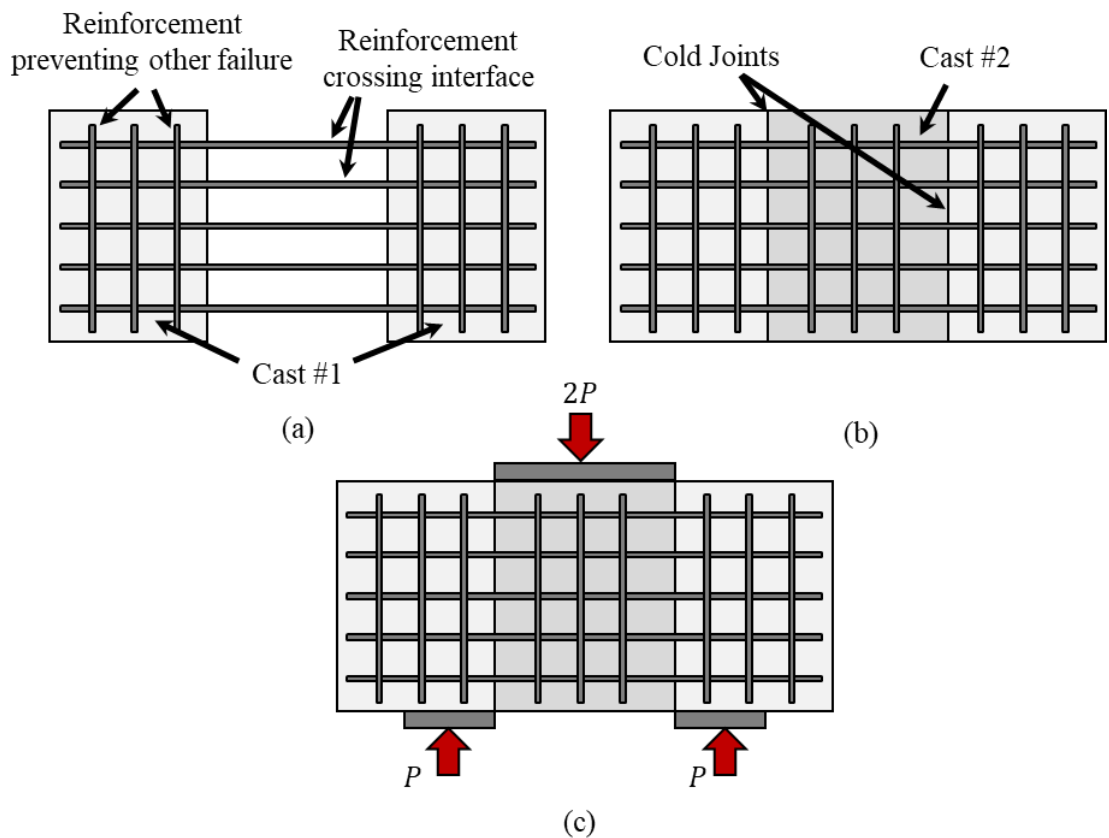 Reinforcement
preventing other failure
Reinforcement
crossing interface
Cast #1
(a)
Cold Joints
Cast #2
(b)
2P
P
P
(c)